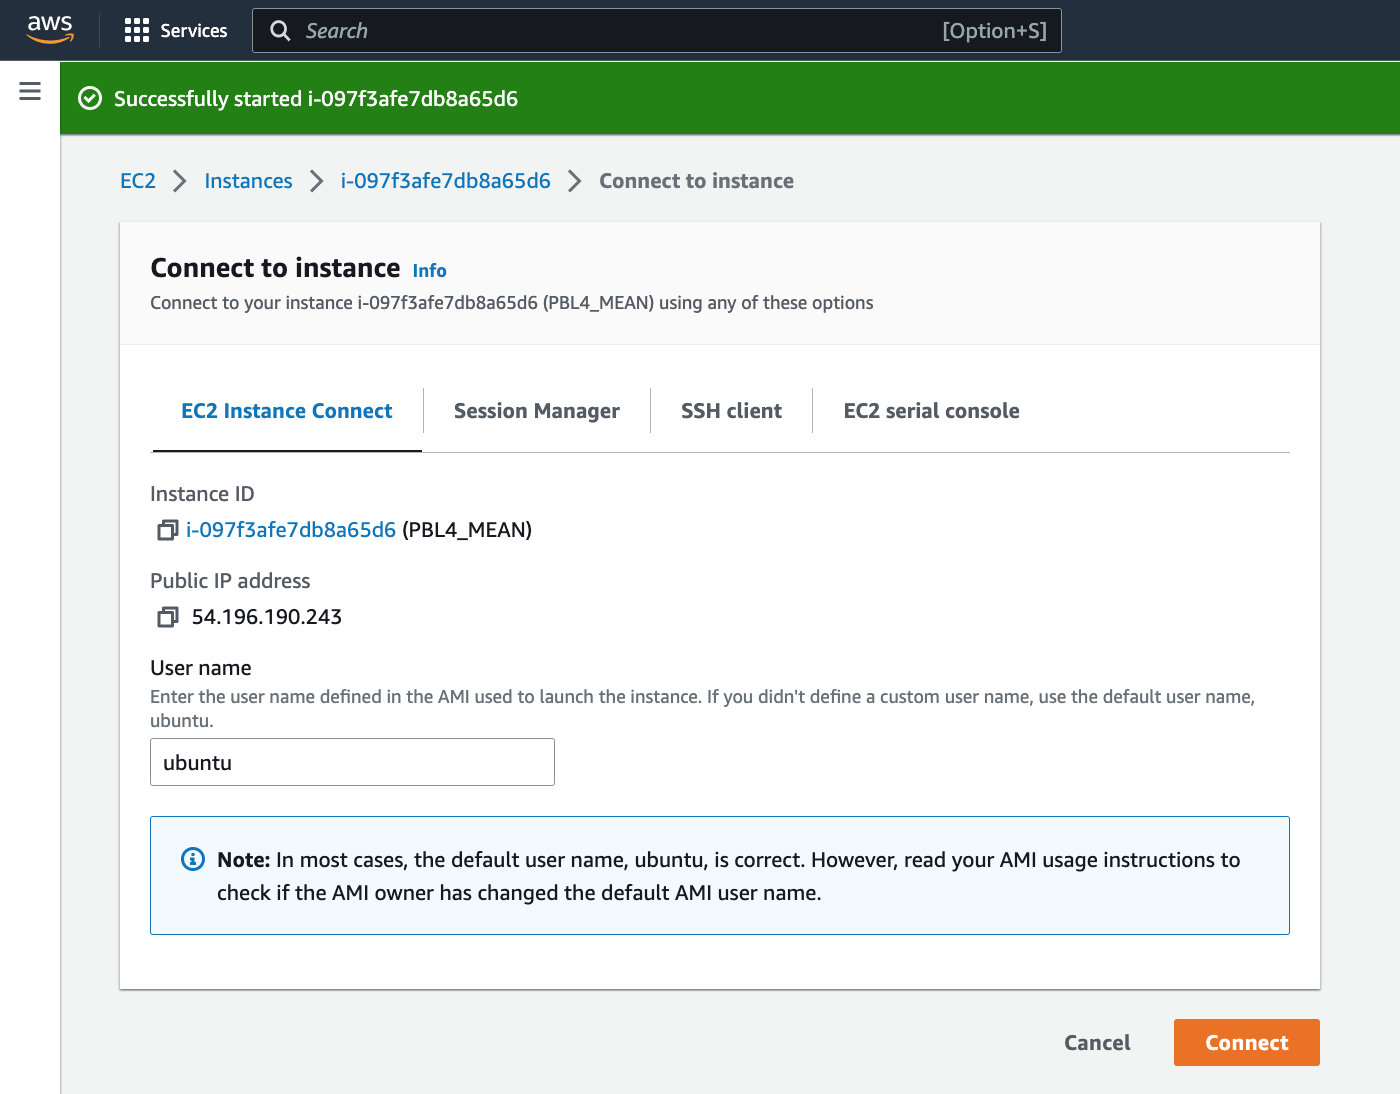 aws Services Search [Option+S]
Successfully started i-097f3afe7db8a65d6
EC2 Instances i-097f3afe7db8a65d6 Connect to instance
Connect to instance Info
Connect to your instance i-097f3afe7db8a65d6 (PBL4_MEAN) using any of these options
EC2 Instance Connect Session Manager SSH client EC2 serial console
Instance ID
i-097f3afe7db8a65d6 (PBL4_MEAN)
Public IP address
54.196.190.243
User name
Enter the user name defined in the AMI used to launch the instance. If you didn't define a custom user name, use the default user name,
ubuntu.
ubuntu
Note: In most cases, the default user name, ubuntu, is correct. However, read your AMI usage instructions to
check if the AMI owner has changed the default AMI user name.
Cancel Connect